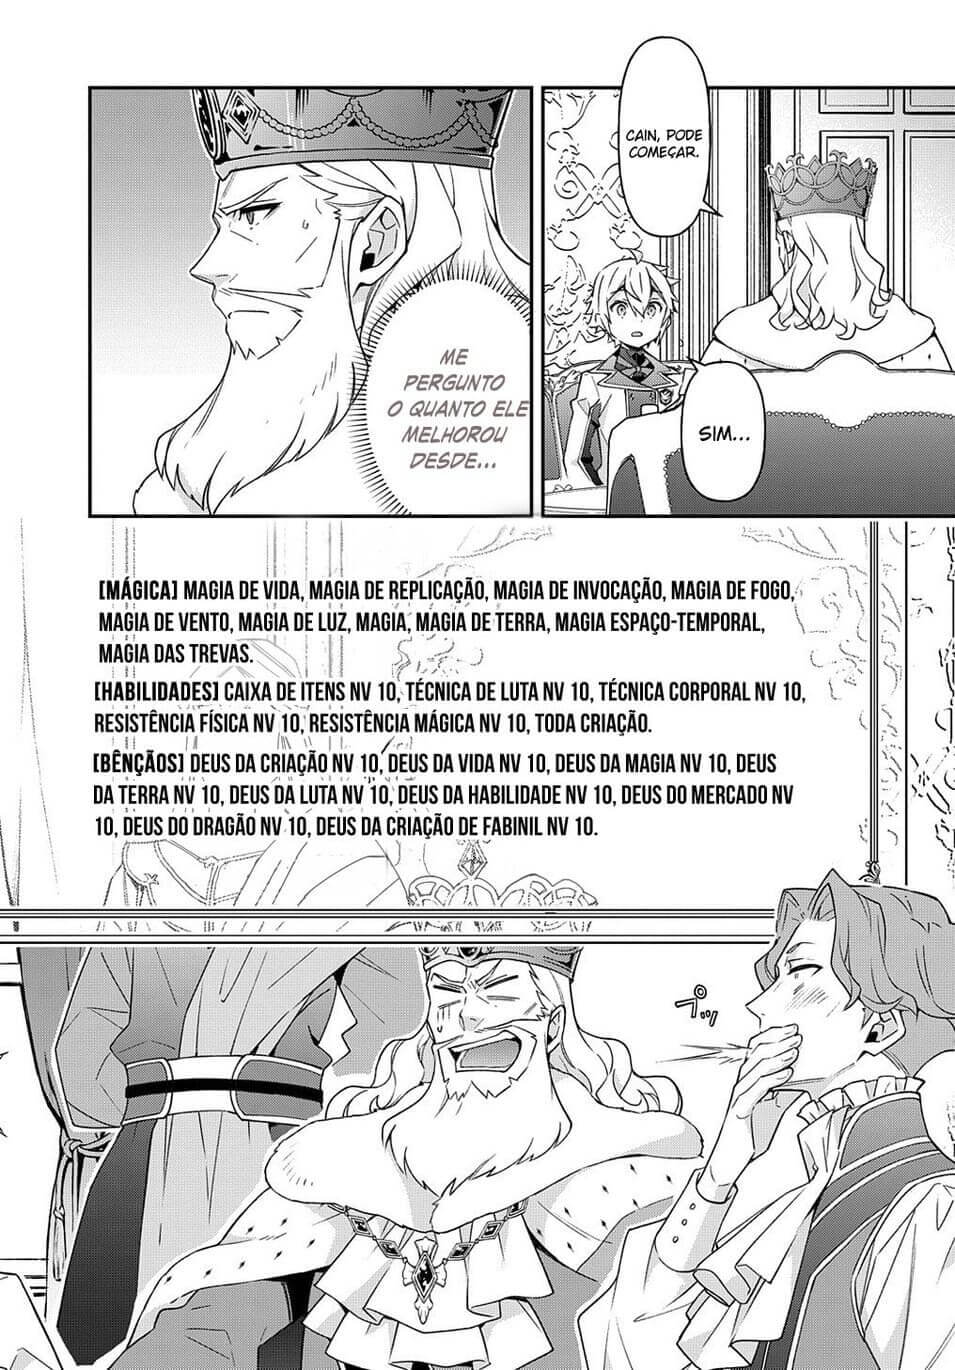 CAIN, PODE
COMEÇAR.
SIM...
ME
PERGUNTO
O QUANTO ELE
MELHOROU
DESDE...
[MÁGICA] MAGIA DE VIDA, MAGIA DE REPLICAÇÃO, MAGIA DE INVOCAÇÃO, MAGIA DE FOGO,
MAGIA DE VENTO, MAGIA DE LUZ, MAGIA, MAGIA DE TERRA, MAGIA ESPAÇO-TEMPORAL,
MAGIA DAS TREVAS.
[HABILIDADES] CAIXA DE ITENS NV 10, TÉCNICA DE LUTA NV 10, TÉCNICA CORPORAL NV 10,
RESISTÊNCIA FÍSICA NV 10, RESISTÊNCIA MÁGICA NV 10, TODA CRIAÇÃO.
[BÊNÇÃOS] DEUS DA CRIAÇÃO NV 10, DEUS DA VIDA NV 10, DEUS DA MAGIA NV 10, DEUS
DA TERRA NV 10, DEUS DA LUTA NV 10, DEUS DA HABILIDADE NV 10, DEUS DO MERCADO NV
10, DEUS DO DRAGÃO NV 10, DEUS DA CRIAÇÃO DE FABINIL NV 10.
プッ